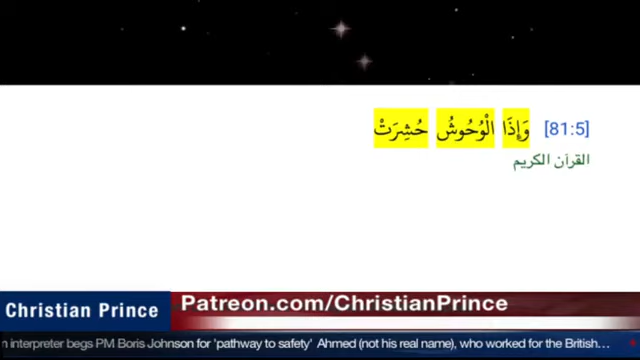 وَإِذَا الْوُحُوشُ حُشِرَتْ [81:5]
القرآن الكريم
Patreon.com/ChristianPrince
Christian Prince
n interpreter begs PM Boris Johnson for 'pathway to safety' Ahmed (not his real name), who worked for the British...